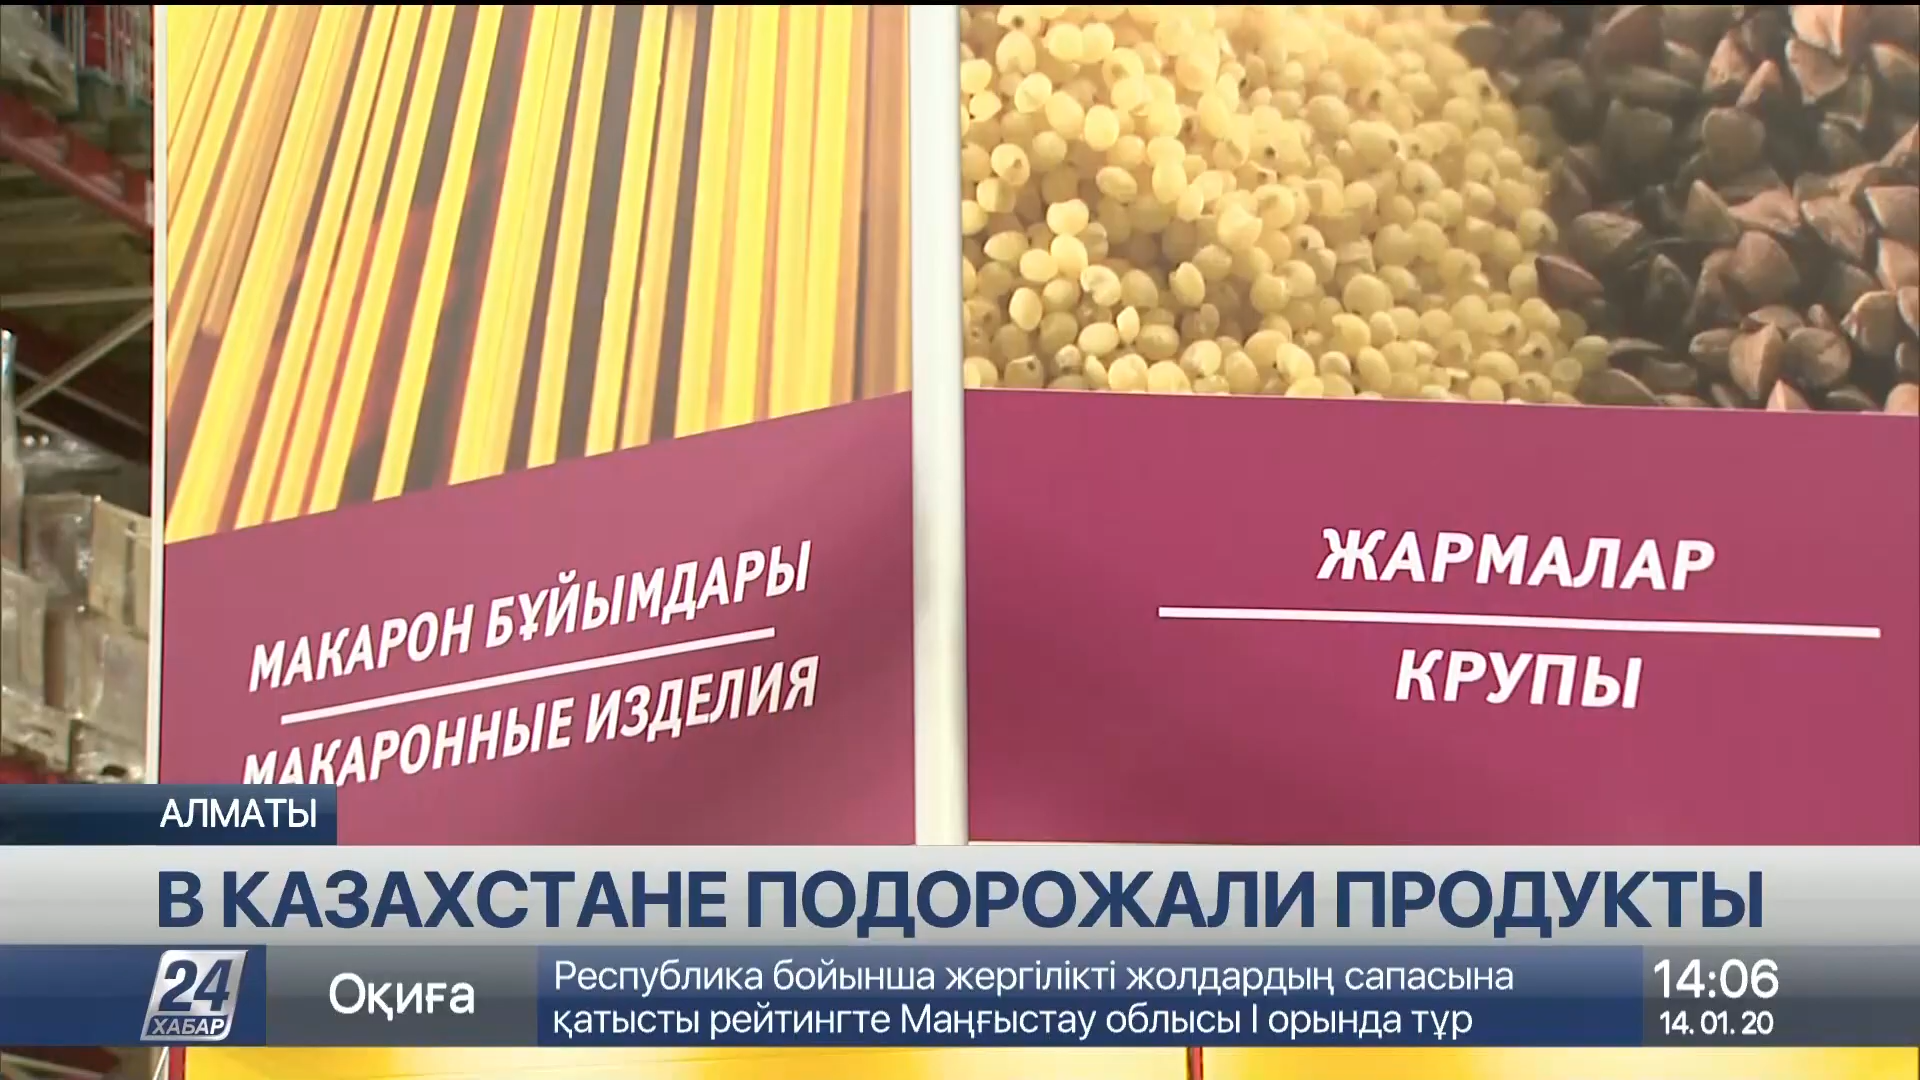 МАКАРОН БҰЙЫМДАРЫ
МАКАРОННЫЕ ИЗДЕЛИЯ
ЖАРМАЛАР
КРУПЫ
АЛМАТЫ
В КАЗАХСТАНЕ ПОДОРОЖАЛИ ПРОДУКТЫ
24
ХАБАР
Оқиға
Республика бойынша жергілікті жолдардың сапасына
қатысты рейтингте Маңғыстау облысы І орында тұр
14:06
14.01.20